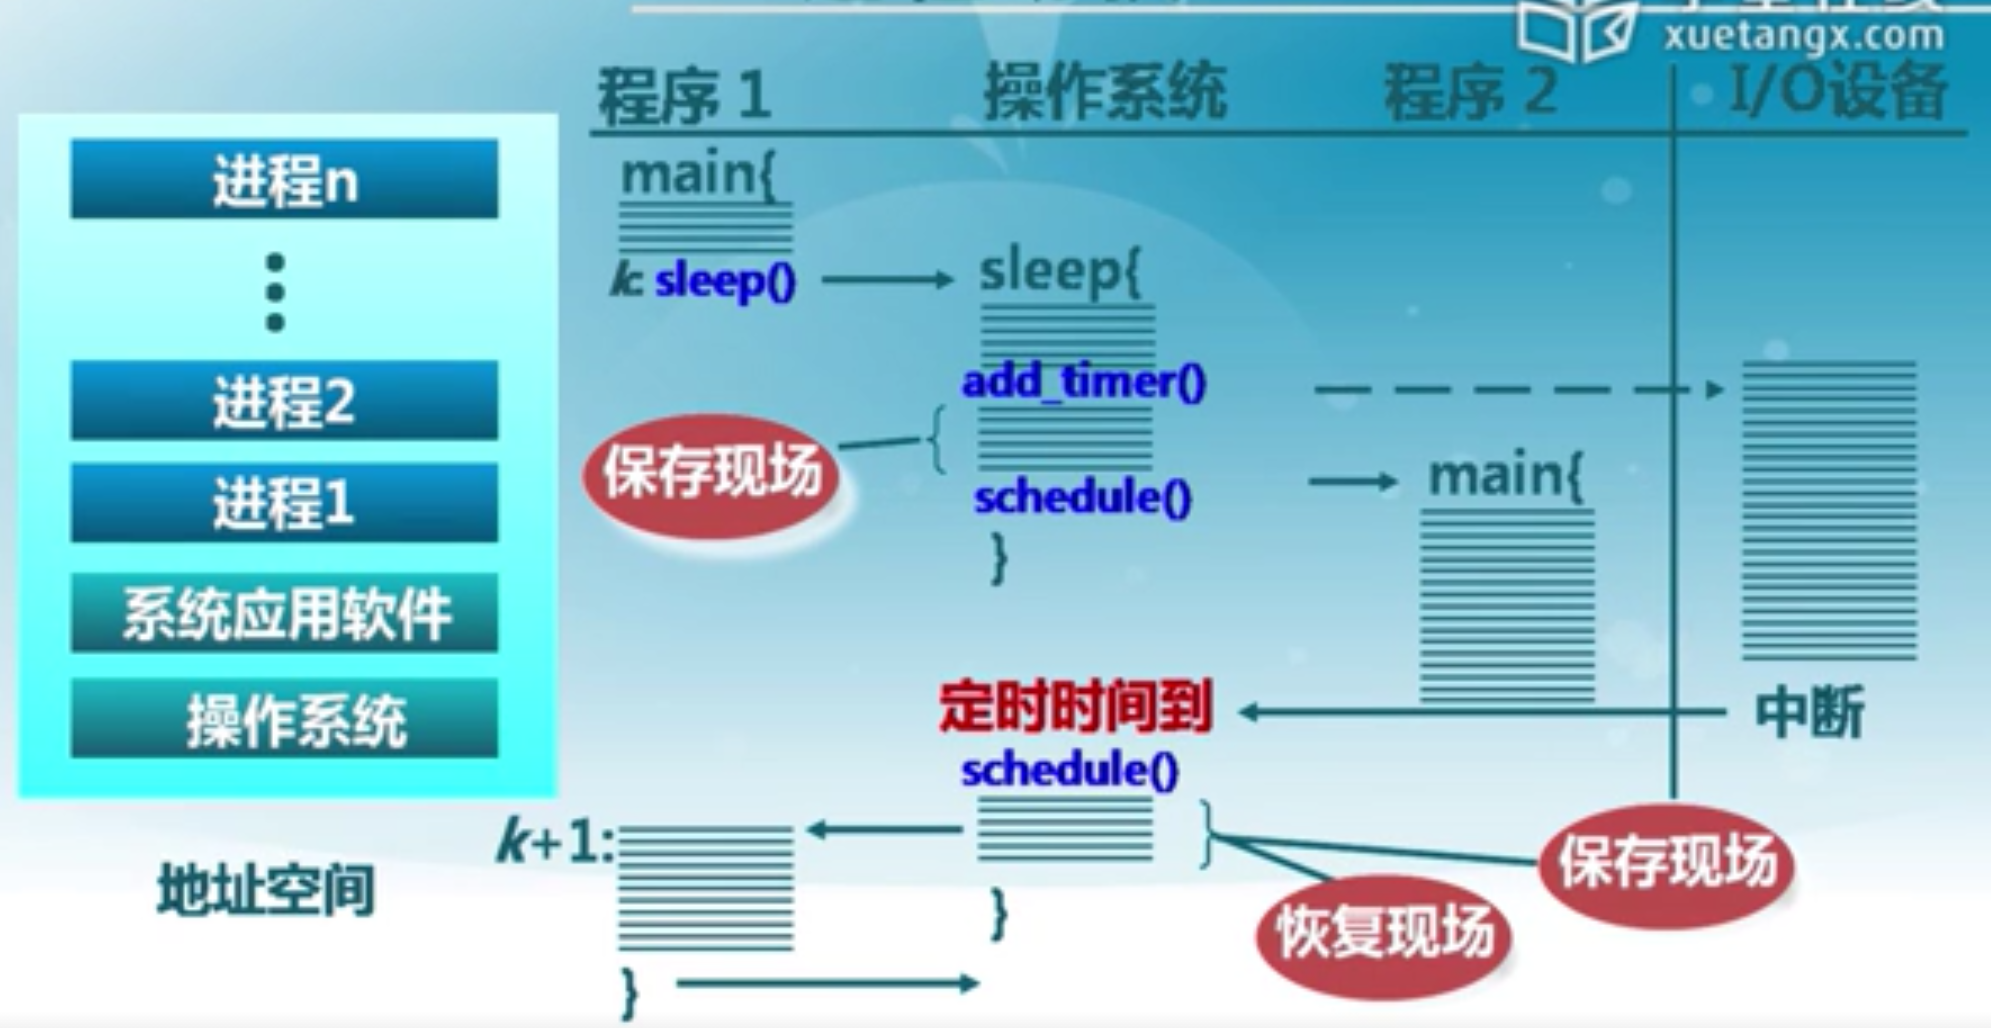 xuetangx.com
程序 1
操作系统
程序 2
I/O设备
进程n
进程2
进程1
系统应用软件
操作系统
地址空间
main{
k: sleep()
sleep{
add_timer()
保存现场
schedule()
}
main{
中断
定时时间到
schedule()
k+1:
}
保存现场
恢复现场
}